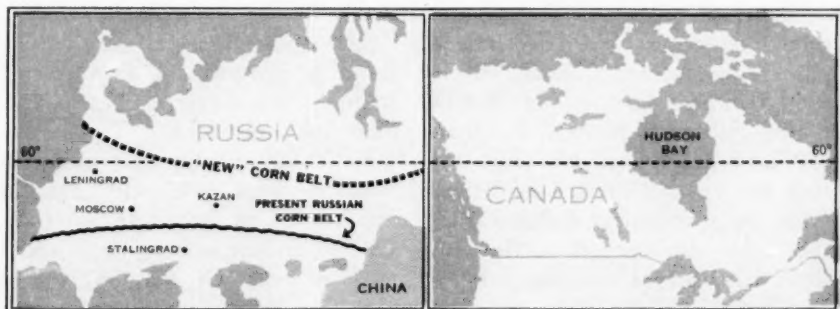 RUSSIA
60°
"NEW" CORN BELT
LENINGRAD
KAZAN
MOSCOW
PRESENT RUSSIAN
CORN BELT
STALINGRAD
CHINA
HUDSON
BAY
60°
CANADA